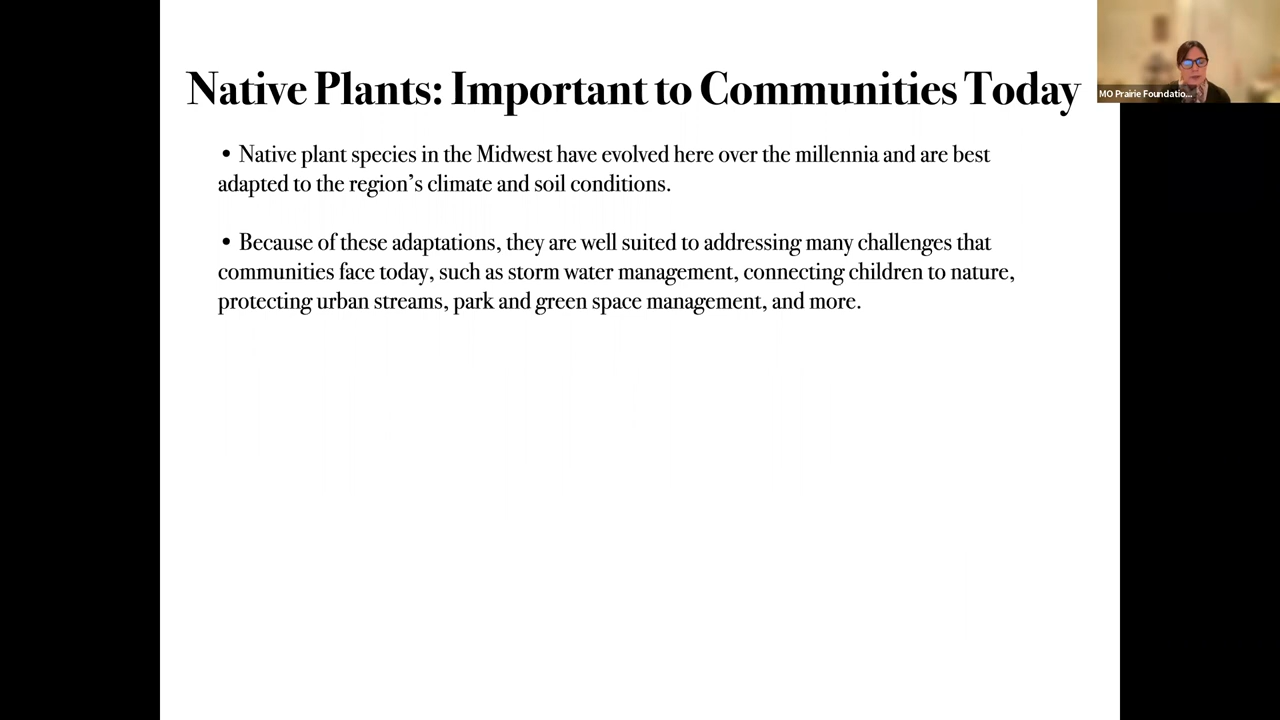 Native Plants: Important to Communities Today
MO Prairie Foundatio...
• Native plant species in the Midwest have evolved here over the millennia and are best
adapted to the region’s climate and soil conditions.
• Because of these adaptations, they are well suited to addressing many challenges that
communities face today, such as storm water management, connecting children to nature,
protecting urban streams, park and green space management, and more.